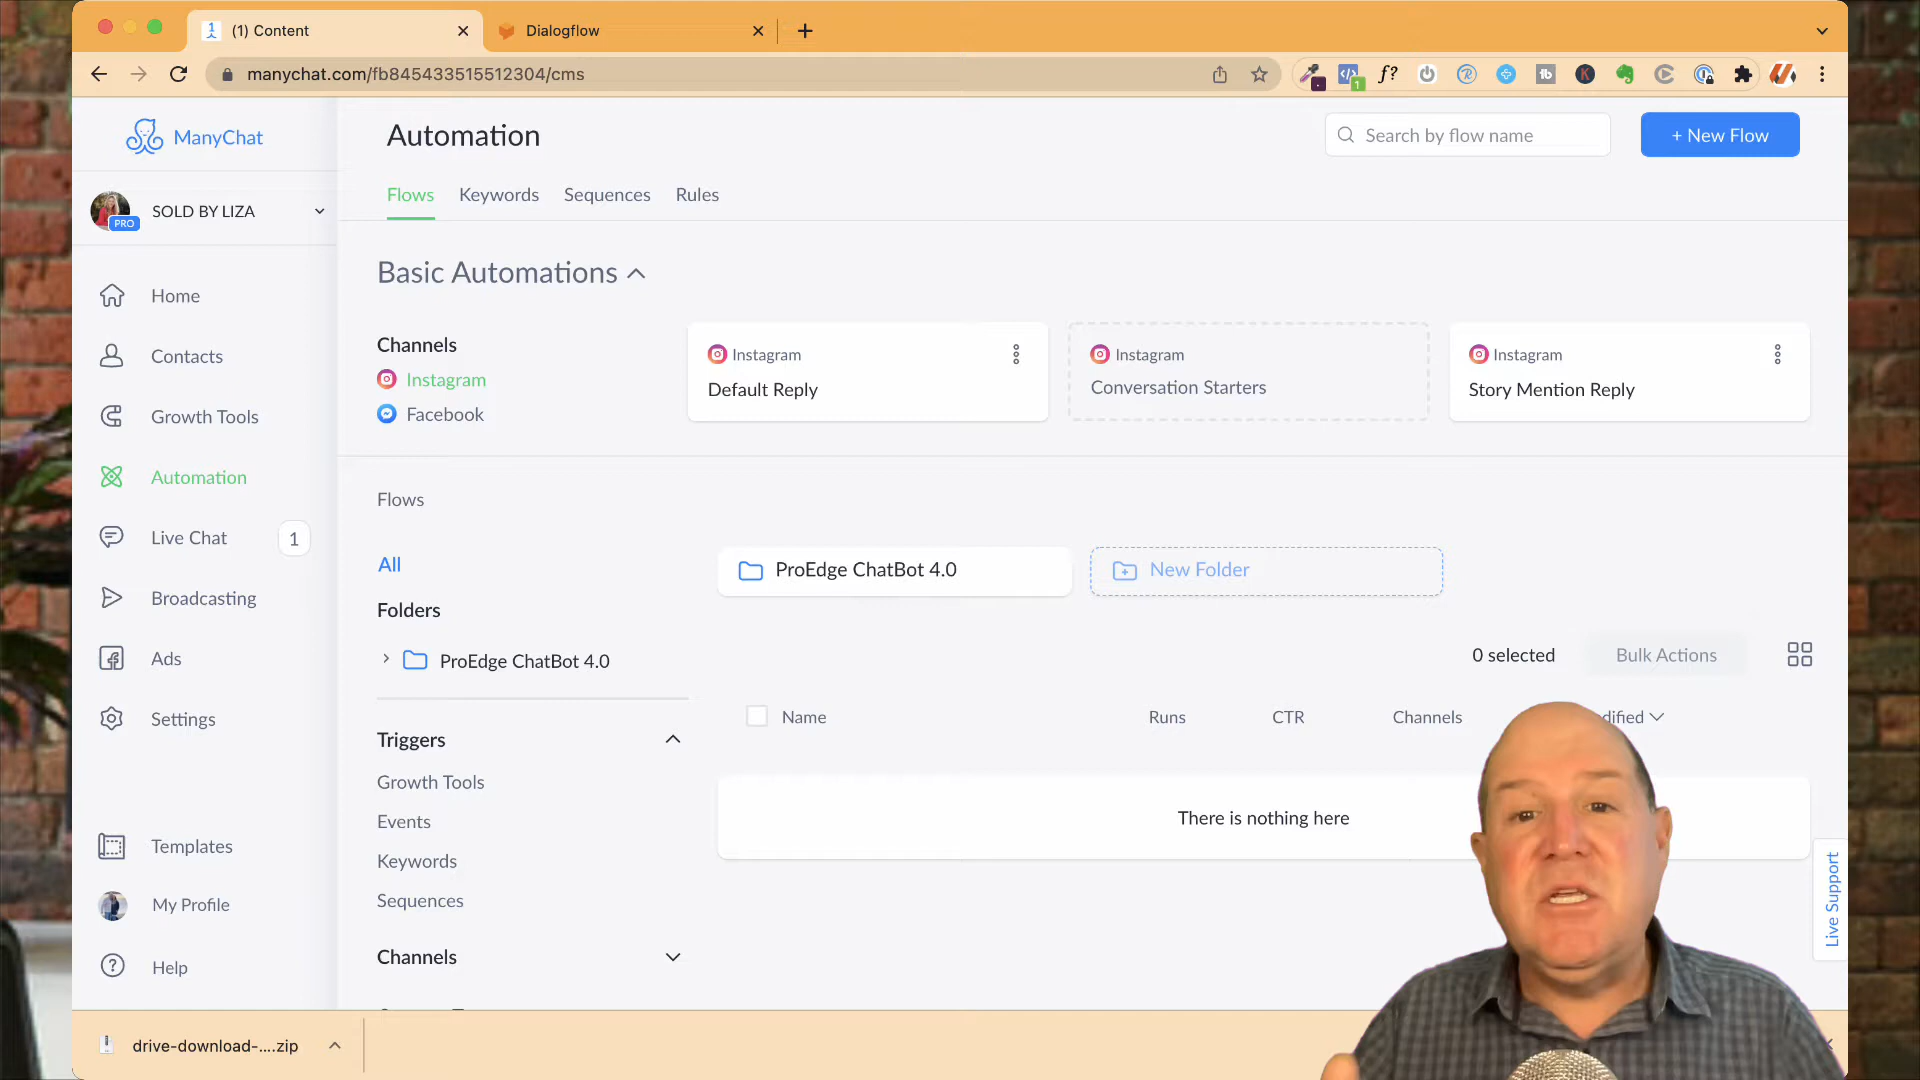 (1) Content
Dialogflow
manychat.com/fb845433515512304/cms
f?
1
tb
K
ManyChat
Automation
Search by flow name
+ New Flow
SOLD BY LIZA
PRO
Flows
Keywords
Sequences
Rules
Home
Contacts
Growth Tools
Automation
Live Chat
1
Broadcasting
Ads
Settings
Templates
My Profile
Help
Basic Automations
Channels
Instagram
Facebook
Instagram
Default Reply
Instagram
Conversation Starters
Instagram
Story Mention Reply
Flows
All
Folders
ProEdge ChatBot 4.0
ProEdge ChatBot 4.0
New Folder
0 selected
Bulk Actions
Name
Runs
CTR
Channels
There is nothing here
Triggers
Growth Tools
Events
Keywords
Sequences
Channels
Live Support
drive-download-....zip